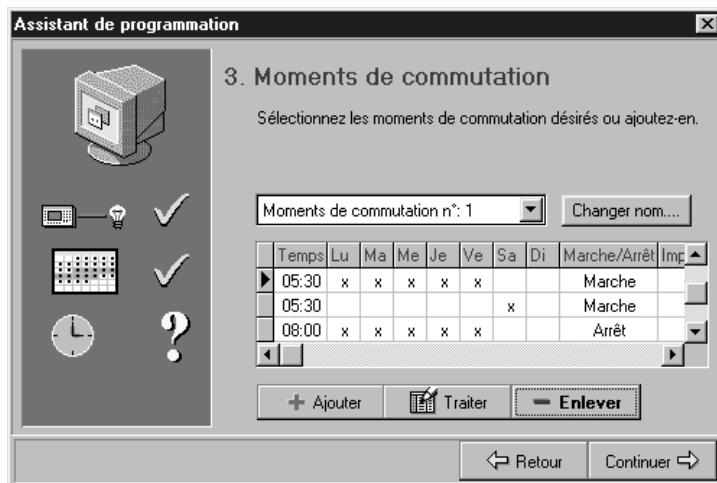 Assistant de programmation
3. Moments de commutation
Sélectionnez les moments de commutation désirés ou ajoutez-en.
Moments de commutation n°: 1 Changer nom....
Temps Lu Ma Me Je Ve Sa Di Marche/Arrêt Imp
05:30 x x x x x Marche
05:30 x Marche
08:00 x x x x x Arrêt
Ajouter Traiter Enlever
Retour Continuer